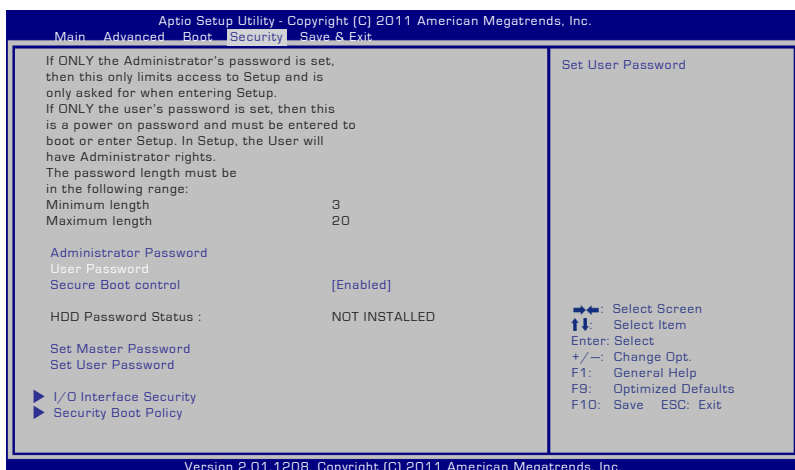 Aptio Setup Utility - Copyright (C) 2011 American Megatrends, Inc.
Main Advanced Boot Security Save & Exit
If ONLY the Administrator's password is set,
then this only limits access to Setup and is
only asked for when entering Setup.
If ONLY the user's password is set, then this
is a power on password and must be entered to
boot or enter Setup. In Setup, the User will
have Administrator rights.
The password length must be
in the following range:
Minimum length 3
Maximum length 20
Administrator Password
User Password
Secure Boot control [Enabled]
HDD Password Status : NOT INSTALLED
Set Master Password
Set User Password
I/O Interface Security
Security Boot Policy
Set User Password
→←: Select Screen
↑↓: Select Item
Enter: Select
+/—: Change Opt.
F1: General Help
F9: Optimized Defaults
F10: Save ESC: Exit
Version 2.01.1208. Copyright (C) 2011 American Megatrends, Inc.